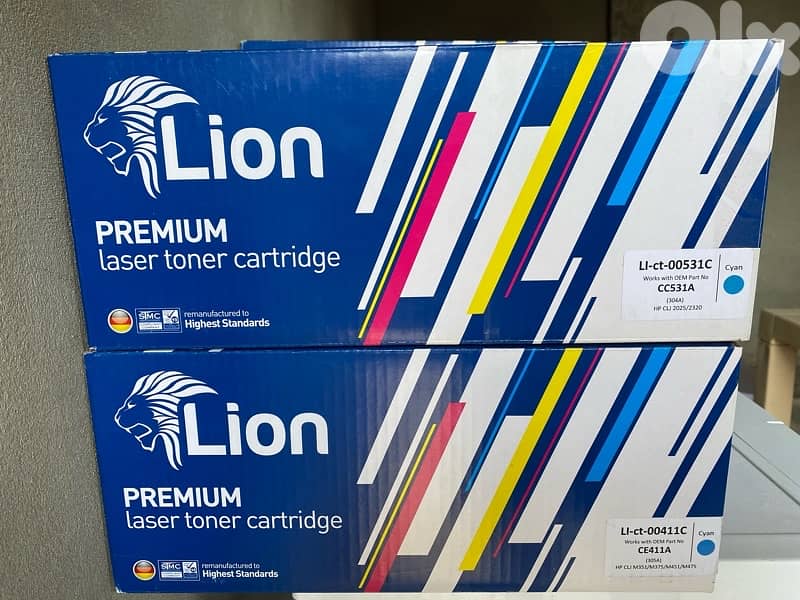 Olx
Lion
PREMIUM
laser toner cartridge
STMC
remanufactured to
Highest Standards
LI-ct-00531C
Works with OEM Part No
CC531A
(304A)
HP CLJ 2025/2320
Cyan
Lion
PREMIUM
laser toner cartridge
STMC
remanufactured to
Highest Standards
LI-ct-00411C
Works with OEM Part No
CE411A
(305A)
HP CLJ M351/M375/M451/M475
Cyan